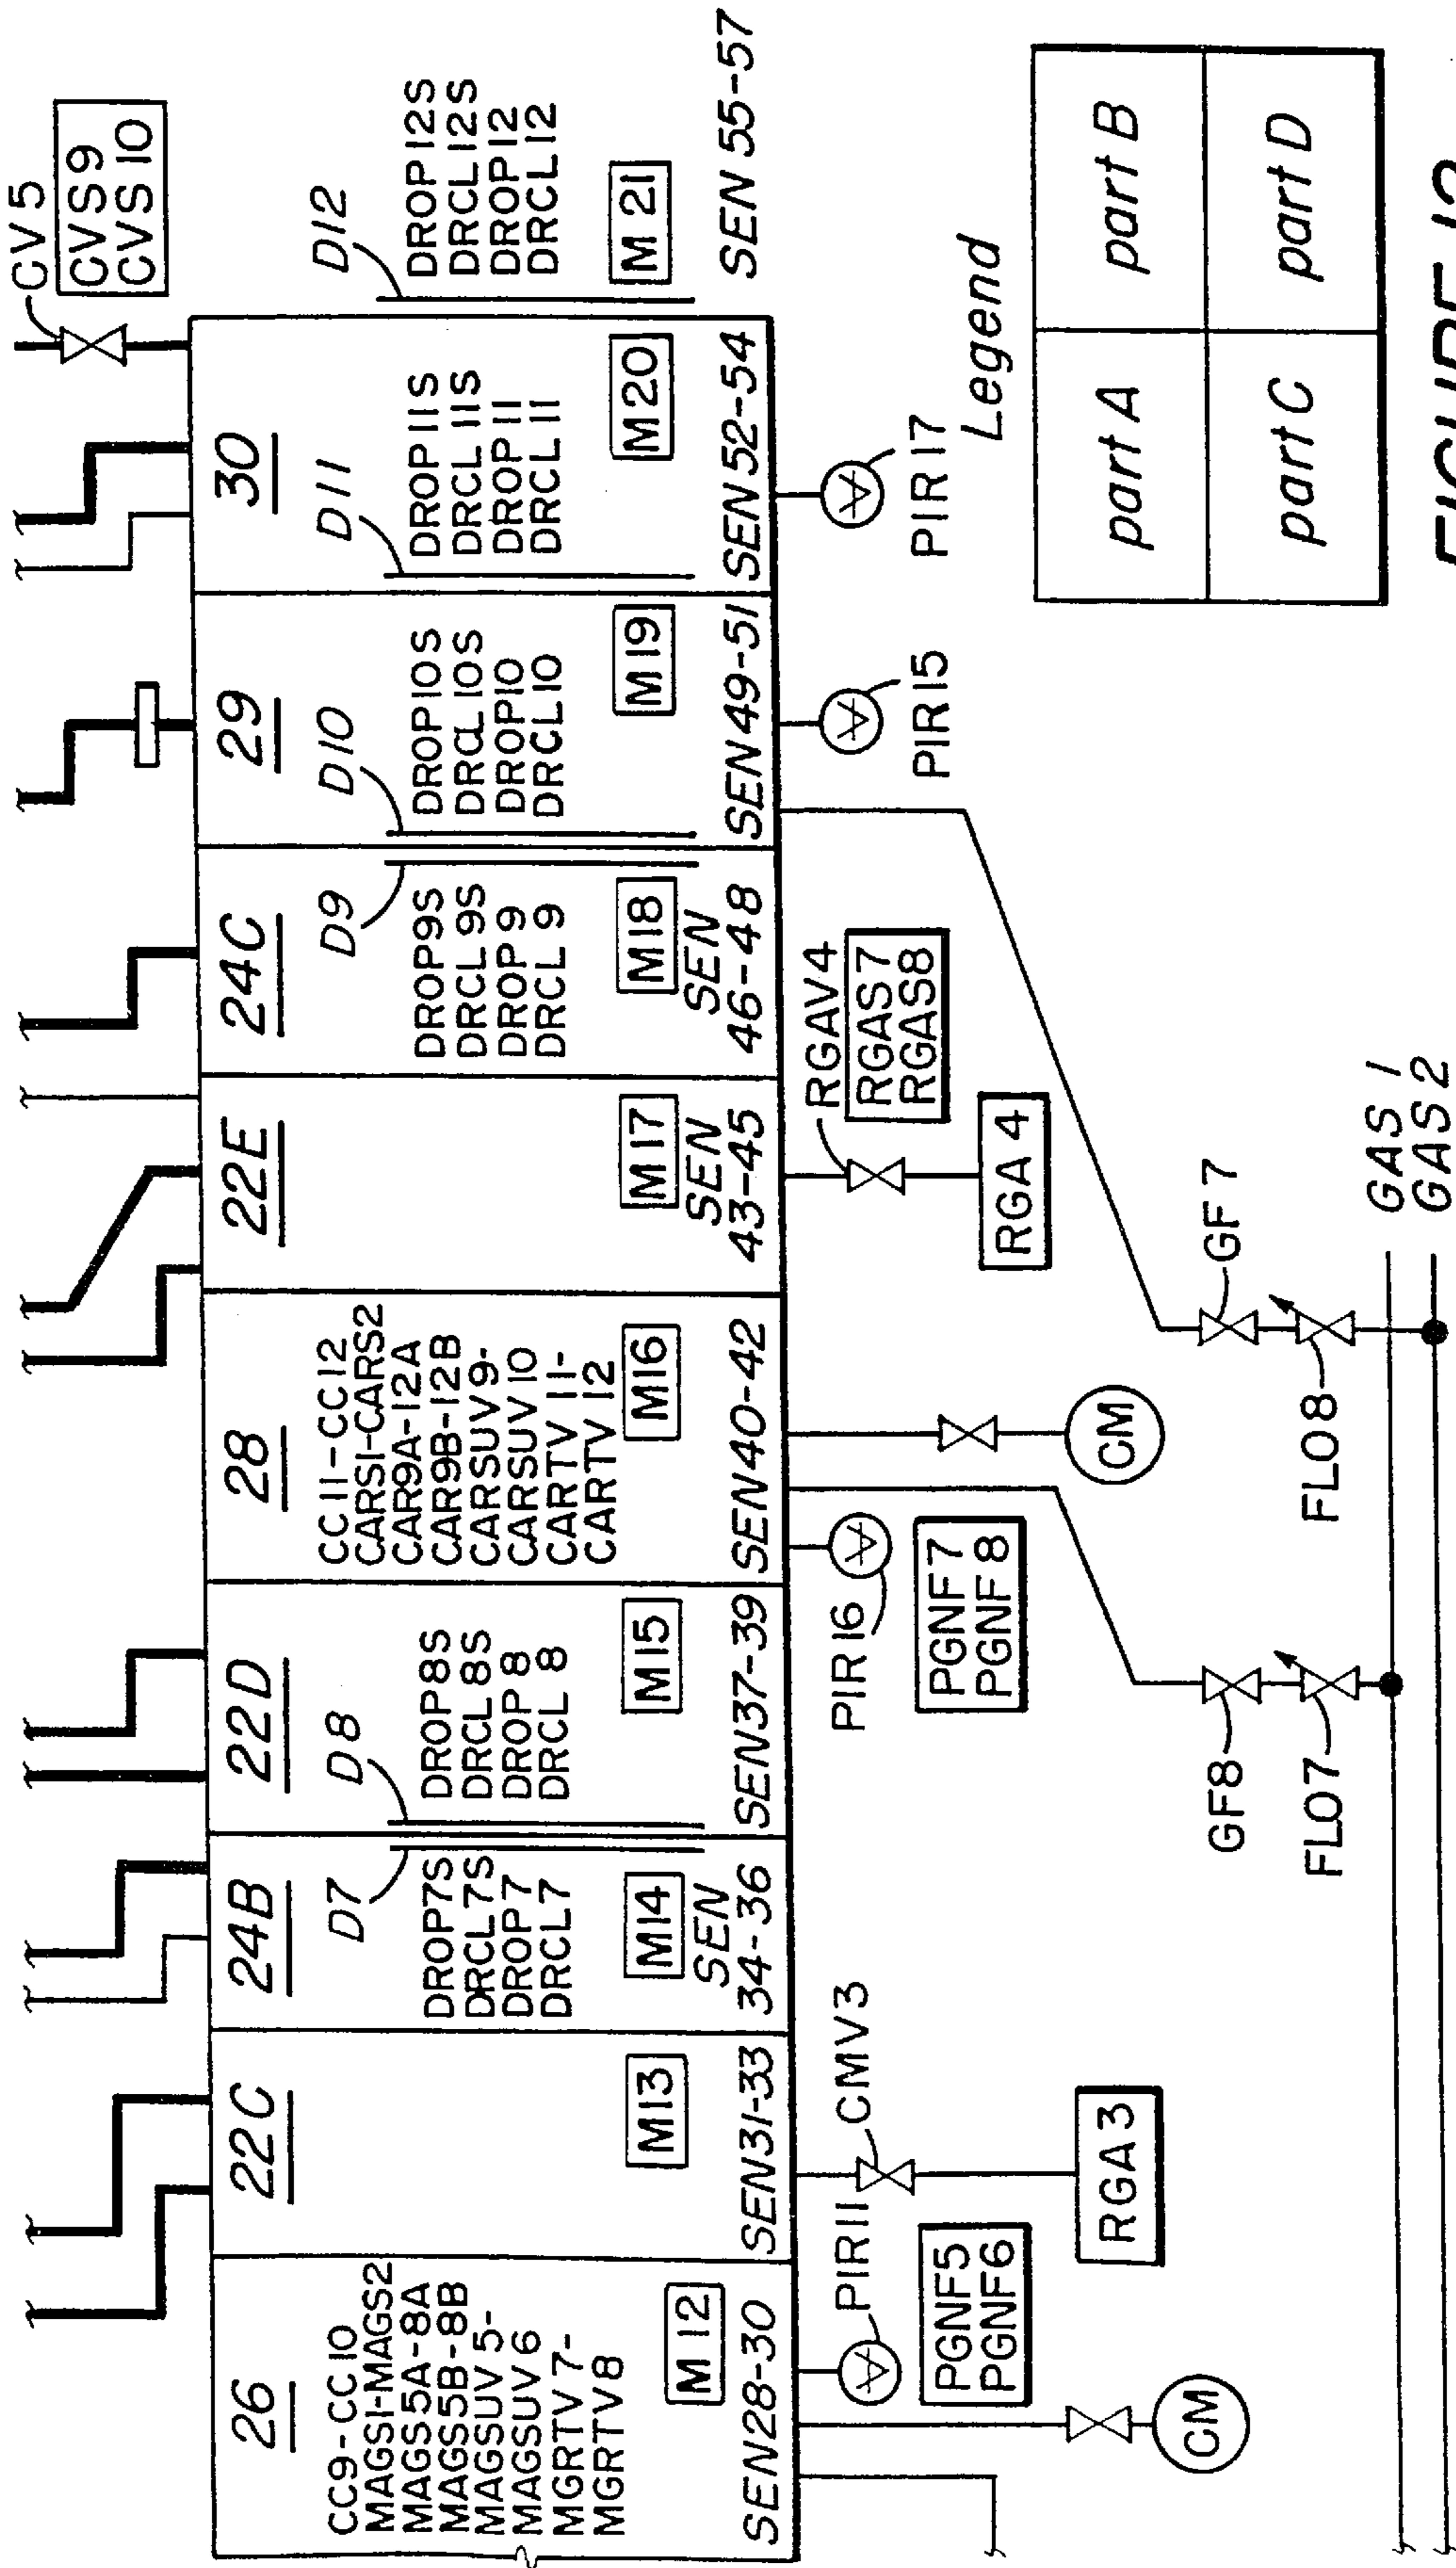 CV5
CVS9
CVS10
26
CC9-CC10
MAGS1-MAGS2
MAGS5A-8A
MAGS5B-8B
MAGSUV5-
MAGSUV6
MGRTV7-
MGRTV8
M12
SEN28-30
22C
M13
SEN31-33
24B
D7
DROP7S
DRCL7S
DROP7
DRCL7
M14
SEN
34-36
22D
D8
DROP8S
DRCL8S
DROP8
DRCL8
M15
SEN37-39
28
CC11-CC12
CARS1-CARS2
CAR9A-12A
CAR9B-12B
CARSUV9-
CARSUV10
CARTV11-
CARTV12
M16
SEN40-42
22E
M17
SEN
43-45
24C
D9
DROP9S
DRCL9S
DROP9
DRCL9
M18
SEN
46-48
29
D10
DROP10S
DRCL10S
DROP10
DRCL10
M19
SEN49-51
30
D11
DROP11S
DRCL11S
DROP11
DRCL11
M20
SEN52-54
D12
DROP12S
DRCL12S
DROP12
DRCL12
M21
SEN55-57
PIR11
PGNF5
PGNF6
CM
CMV3
RGA3
PIR16
PGNF7
PGNF8
CM
RGAV4
RGAS7
RGAS8
RGA4
PIR15
PIR17
GF8
FLO7
GF7
FLO8
GAS 1
GAS 2
Legend
part A
part B
part C
part D